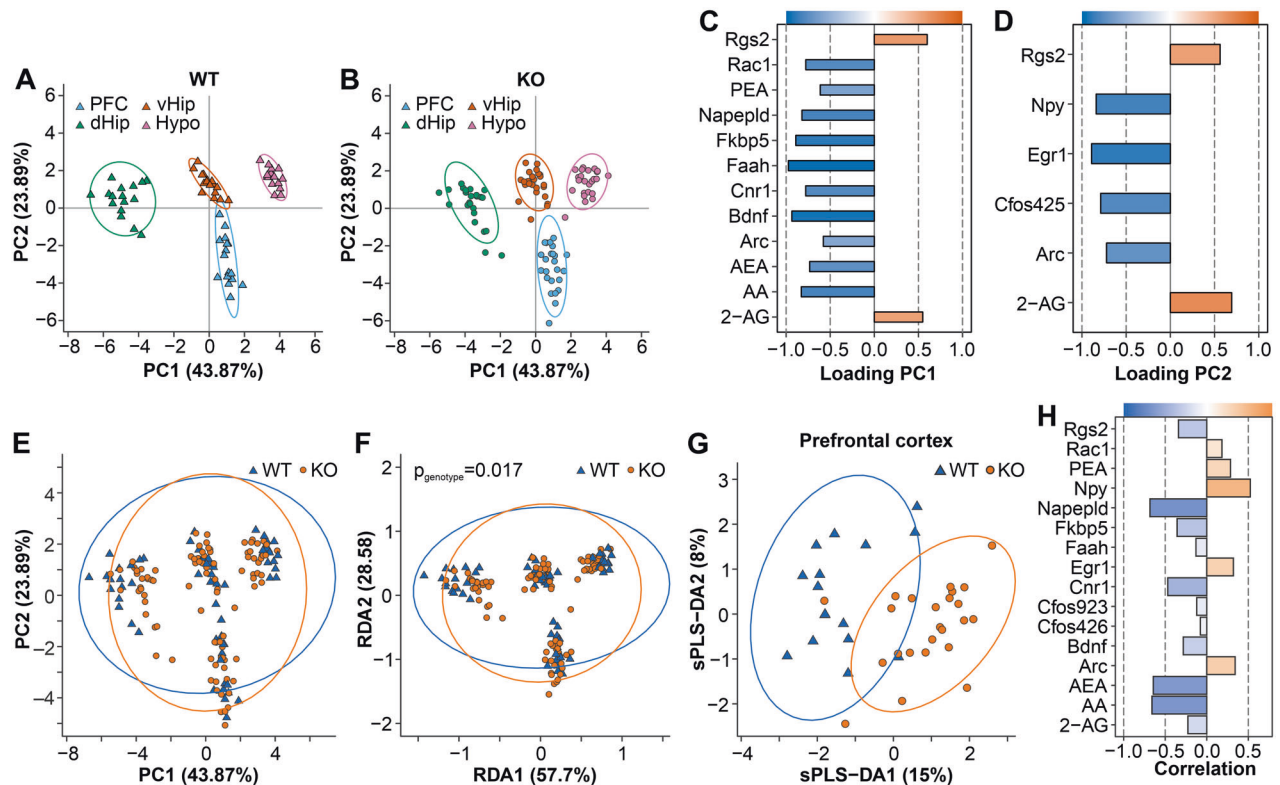 A
WT
PFC
vHip
dHip
Hypo
PC2 (23.89%)
6
4
2
0
−2
−4
−6
−8
−6
−4
−2
0
2
4
6
PC1 (43.87%)
B
KO
PFC
vHip
dHip
Hypo
PC2 (23.89%)
6
4
2
0
−2
−4
−6
−8
−6
−4
−2
0
2
4
6
PC1 (43.87%)
C
Rgs2
Rac1
PEA
Napepld
Fkbp5
Faah
Cnr1
Bdnf
Arc
AEA
AA
2−AG
−1.0
−0.5
0.0
0.5
1.0
Loading PC1
D
Rgs2
Npy
Egr1
Cfos425
Arc
2−AG
−1.0
−0.5
0.0
0.5
1.0
Loading PC2
E
WT
KO
PC2 (23.89%)
4
2
0
−2
−4
−8
−4
0
4
PC1 (43.87%)
F
WT
KO
p genotype=0.017
RDA2 (28.58)
2
1
0
−1
−2
−1
0
1
RDA1 (57.7%)
G
Prefrontal cortex
WT
KO
sPLS−DA2 (8%)
3
2
1
0
−1
−2
−4
−2
0
2
sPLS−DA1 (15%)
H
Rgs2
Rac1
PEA
Npy
Napepld
Fkbp5
Faah
Egr1
Cnr1
Cfos923
Cfos426
Bdnf
Arc
AEA
AA
2−AG
−1.0
−0.5
0.0
0.5
Correlation